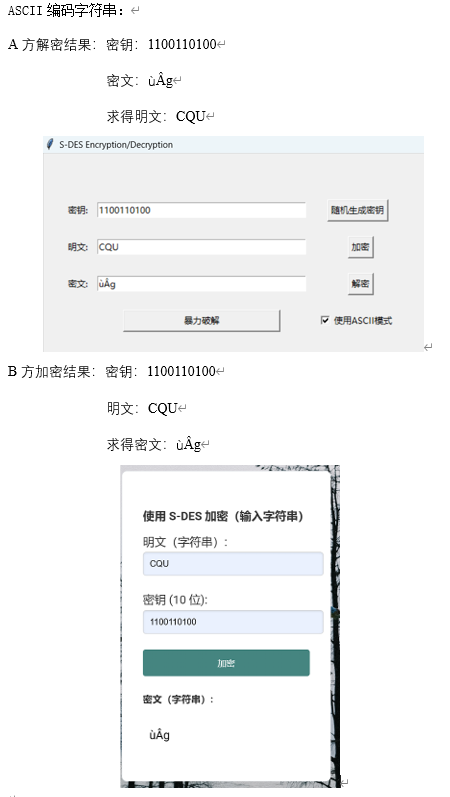 ASCII 编码字符串：
A 方解密结果：密钥：1100110100
密文：ùÂg
求得明文：CQU
S-DES Encryption/Decryption
密钥: 1100110100 随机生成密钥
明文: CQU 加密
密文: ùÂg 解密
暴力破解 使用ASCII模式
B 方加密结果：密钥：1100110100
明文：CQU
求得密文：ùÂg
使用 S-DES 加密（输入字符串）
明文（字符串）:
CQU
密钥 (10 位):
1100110100
加密
密文（字符串）:
ùÂg